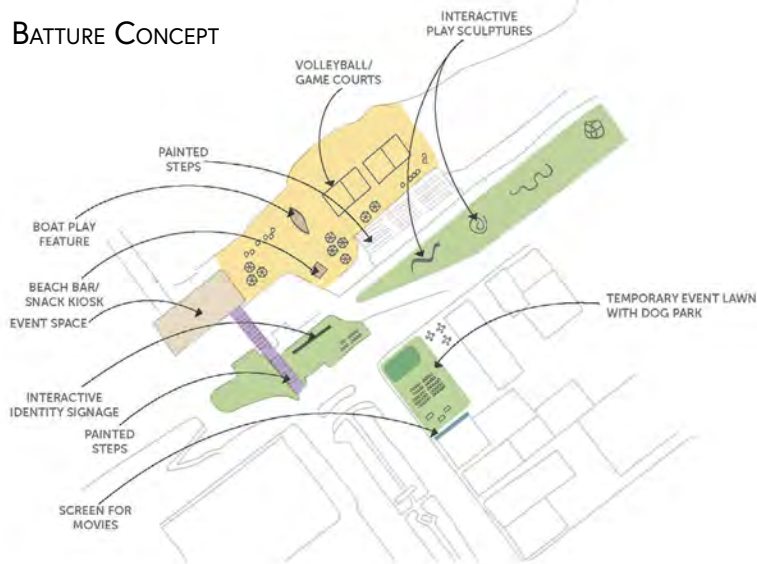 BATTURE CONCEPT
INTERACTIVE
PLAY SCULPTURES
VOLLEYBALL/
GAME COURTS
PAINTED
STEPS
BOAT PLAY
FEATURE
BEACH BAR/
SNACK KIOSK
EVENT SPACE
TEMPORARY EVENT LAWN
WITH DOG PARK
INTERACTIVE
IDENTITY SIGNAGE
PAINTED
STEPS
SCREEN FOR
MOVIES